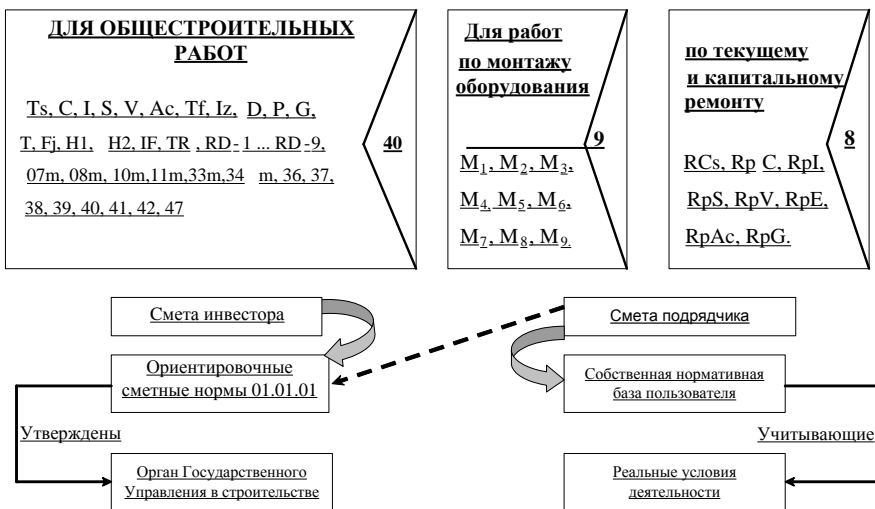 ДЛЯ ОБЩЕСТРОИТЕЛЬНЫХ
РАБОТ
Ts, C, I, S, V, Ac, Tf, Iz, D, P, G,
T, Fj, H1, H2, IF, TR , RD-1 ... RD-9,
07m, 08m, 10m,11m,33m,34 m, 36, 37,
38, 39, 40, 41, 42, 47
40
Для работ
по монтажу
оборудования
9
M1, M2, M3,
M4, M5, M6,
M7, M8, M9.
по текущему
и капитальному
ремонту
8
RCs, Rp C, RpI,
RpS, RpV, RpE,
RpAc, RpG.
Смета инвестора
Смета подрядчика
Ориентировочные
сметные нормы 01.01.01
Собственная нормативная
база пользователя
Утверждены
Учитывающие
Орган Государственного
Управления в строительстве
Реальные условия
деятельности